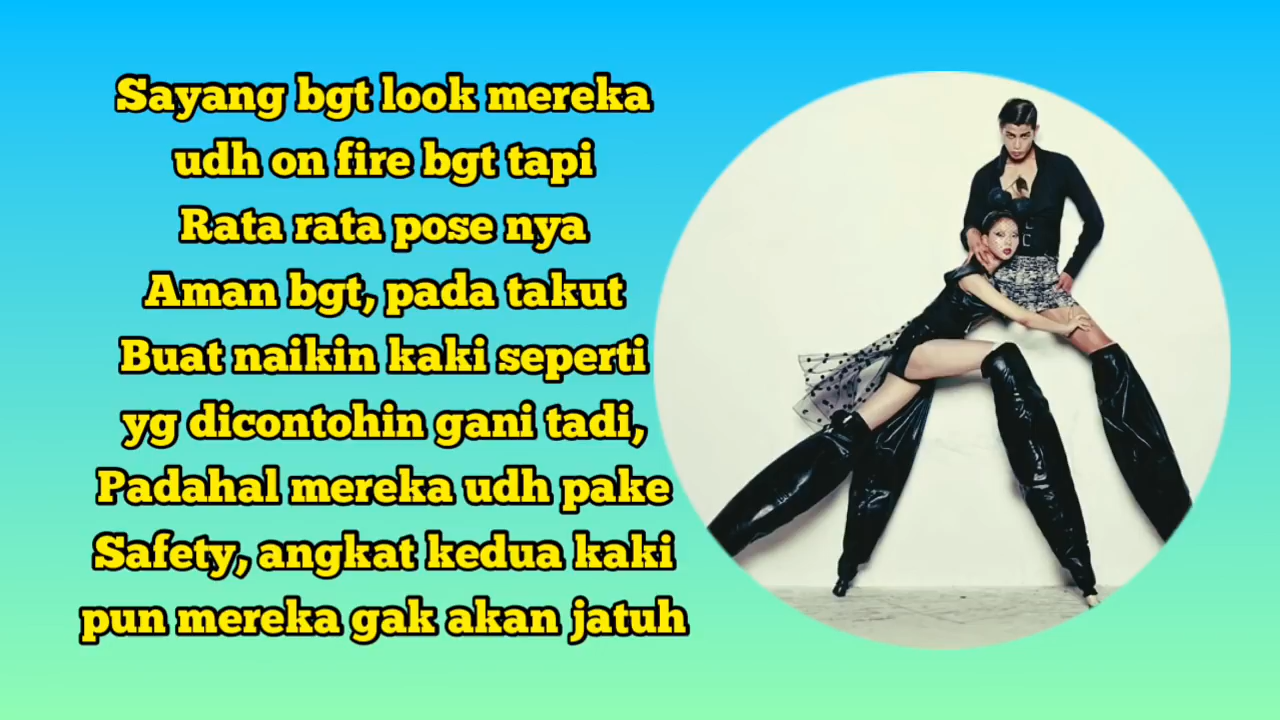 Sayang bgt look mereka
udh on fire bgt tapi
Rata rata pose nya
Aman bgt, pada takut
Buat naikin kaki seperti
yg dicontohin gani tadi,
Padahal mereka udh pake
Safety, angkat kedua kaki
pun mereka gak akan jatuh